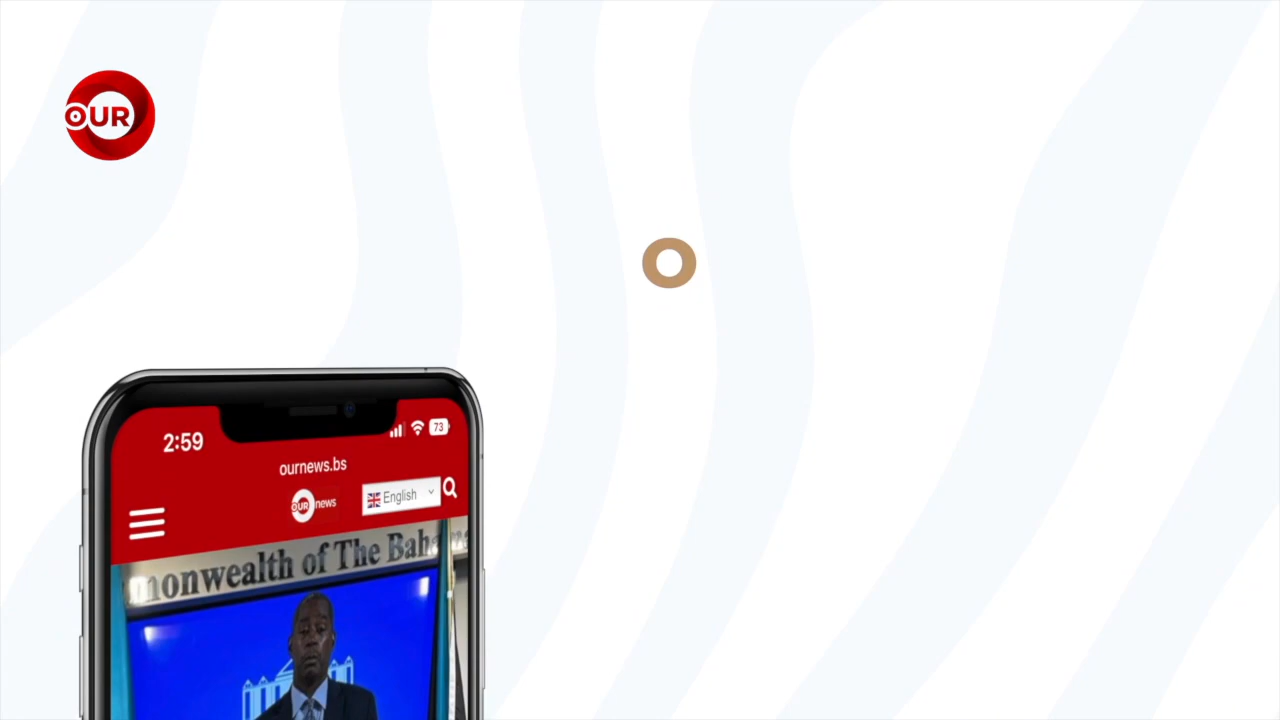 OUR
2:59
73
ournews.bs
OUR news
English
monwealth of The Baha